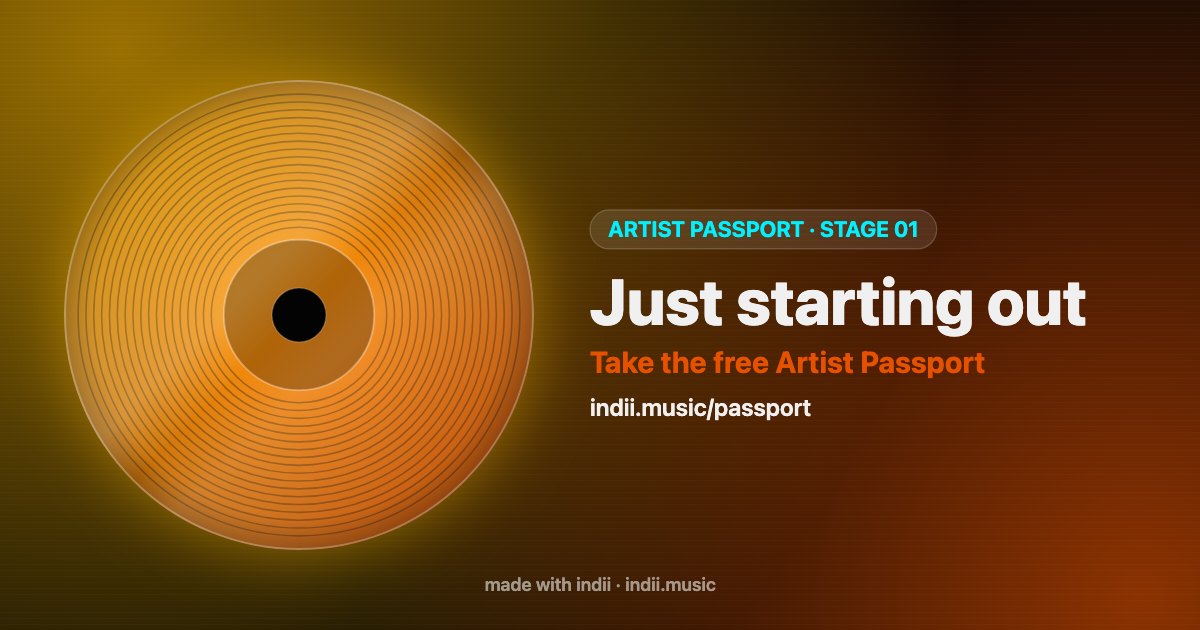 ARTIST PASSPORT · STAGE 01
Just starting out
Take the free Artist Passport
indii.music/passport
made with indii · indii.music